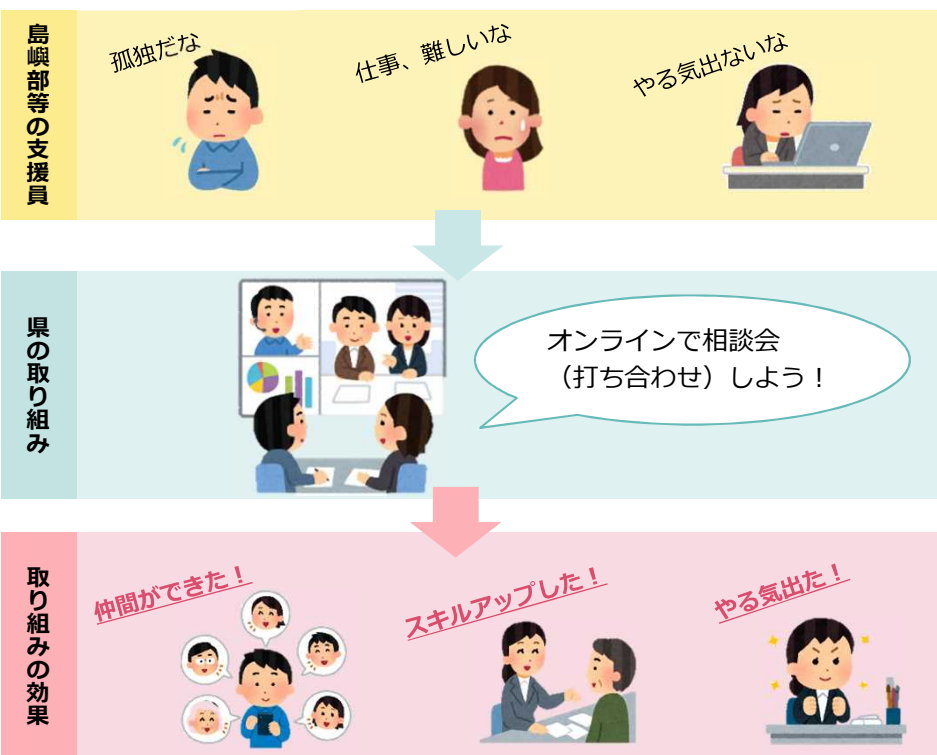 島嶼部等の支援員
孤独だな
仕事、難しいな
やる気出ないな
県の取り組み
オンラインで相談会
（打ち合わせ）しよう！
取り組みの効果
仲間ができた！
スキルアップした！
やる気出た！